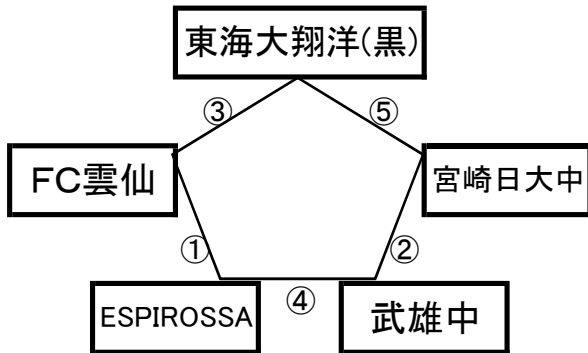 東海大翔洋(黒)
③
⑤
FC雲仙
宮崎日大中
①
②
ESPIROSSA
④
武雄中